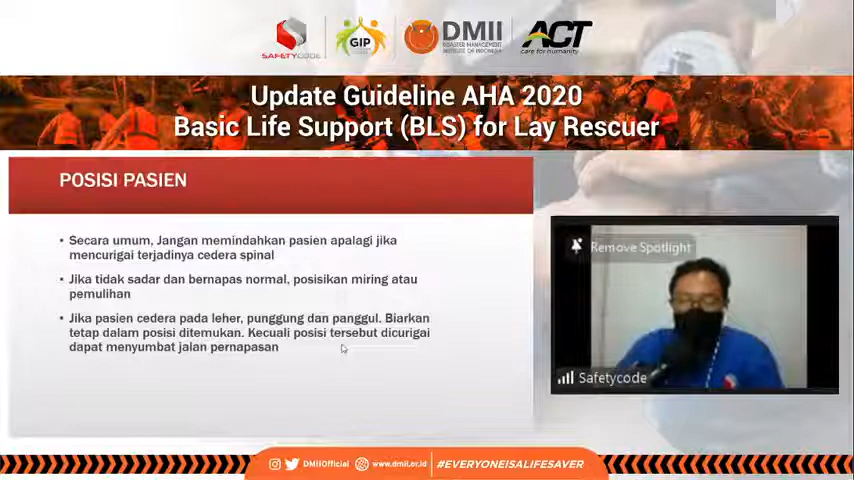 SAFETYCODE
GIP
DMII
DISASTER MANAGEMENT
INSTITUTE OF INDONESIA
ACT
care for humanity
Update Guideline AHA 2020
Basic Life Support (BLS) for Lay Rescuer
POSISI PASIEN
• Secara umum, Jangan memindahkan pasien apalagi jika
mencurigai terjadinya cedera spinal
• Jika tidak sadar dan bernapas normal, posisikan miring atau
pemulihan
• Jika pasien cedera pada leher, punggung dan panggul. Biarkan
tetap dalam posisi ditemukan. Kecuali posisi tersebut dicurigai
dapat menyumbat jalan pernapasan
Remove Spotlight
Safetycode
DMIIOfficial
www.dmii.or.id
#EVERYONEISALIFESAVER